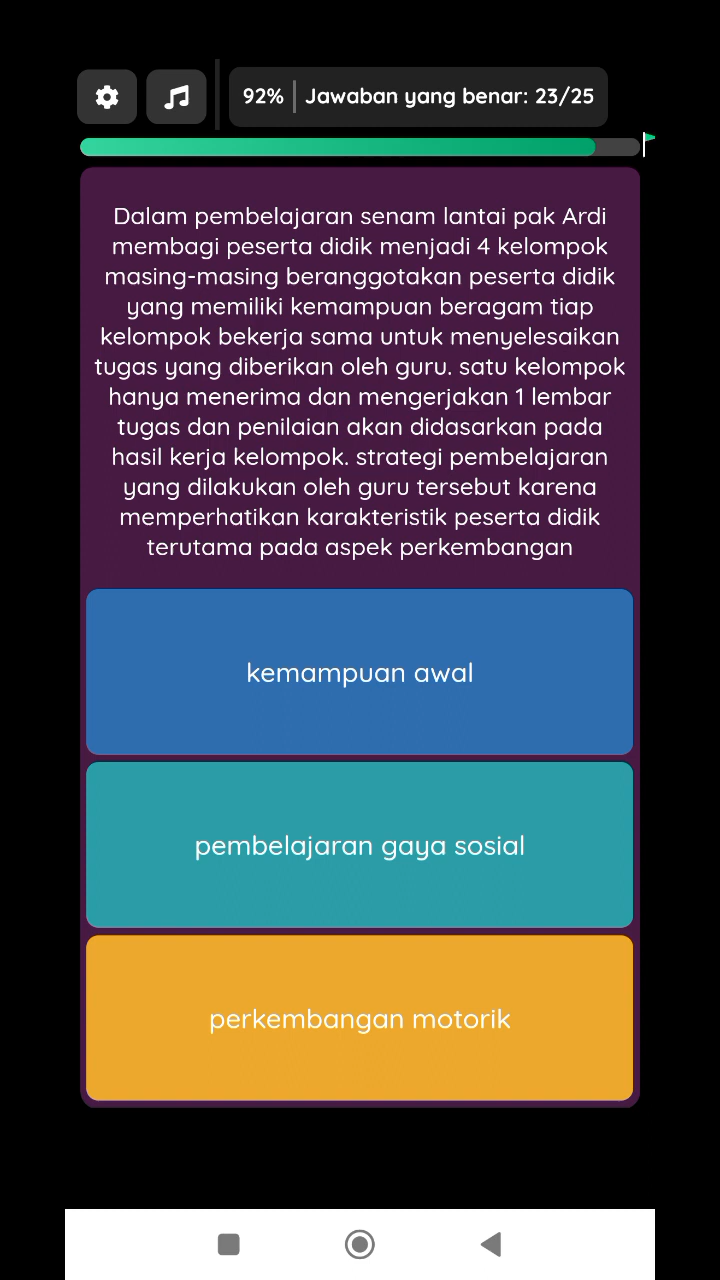 92% Jawaban yang benar: 23/25
Dalam pembelajaran senam lantai pak Ardi
membagi peserta didik menjadi 4 kelompok
masing-masing beranggotakan peserta didik
yang memiliki kemampuan beragam tiap
kelompok bekerja sama untuk menyelesaikan
tugas yang diberikan oleh guru. satu kelompok
hanya menerima dan mengerjakan 1 lembar
tugas dan penilaian akan didasarkan pada
hasil kerja kelompok. strategi pembelajaran
yang dilakukan oleh guru tersebut karena
memperhatikan karakteristik peserta didik
terutama pada aspek perkembangan
kemampuan awal
pembelajaran gaya sosial
perkembangan motorik